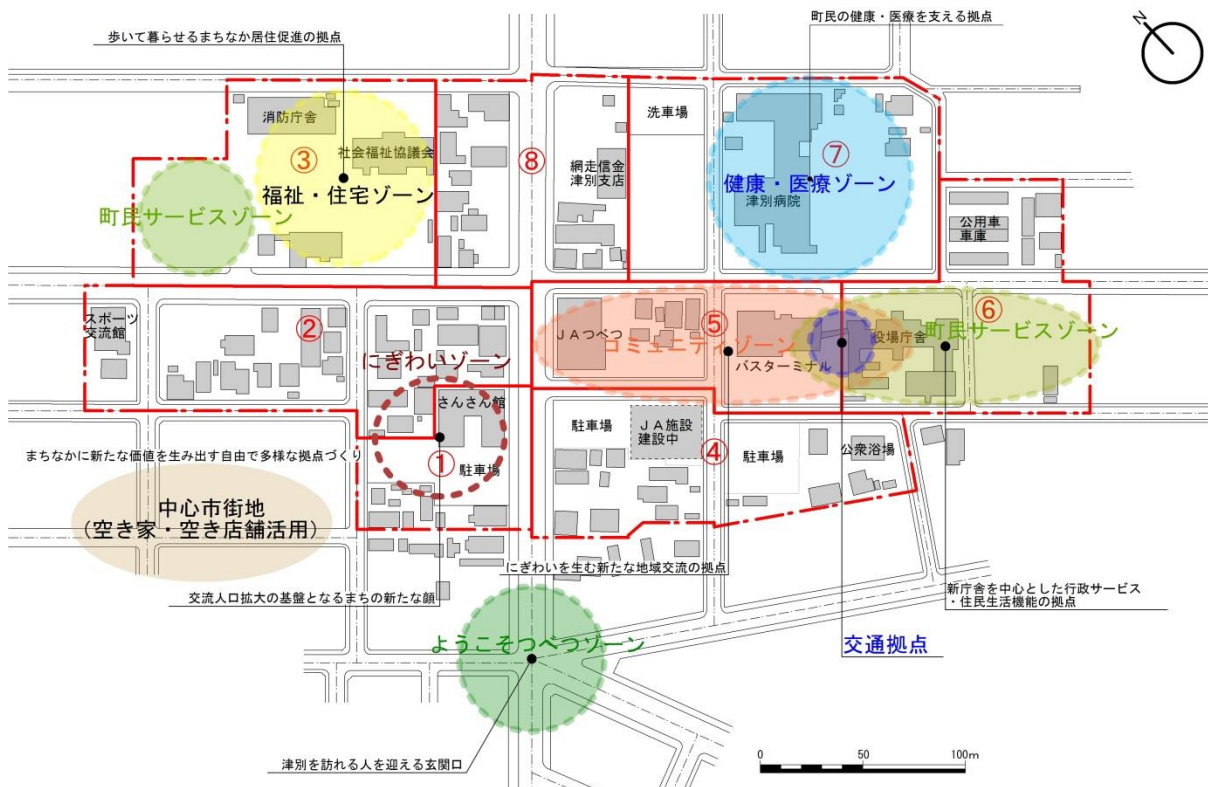 町民の健康・医療を支える拠点
歩いて暮らせるまちなか居住促進の拠点
N
消防庁舎
洗車場
③
社会福祉協議会
⑧
網走信金
津別支店
⑦
福祉・住宅ゾーン
健康・医療ゾーン
津別病院
町民サービスゾーン
公用車
車庫
スポーツ
交流館
②
JAつべつ
⑤
⑥
コミュニティゾーン
役場庁舎
町民サービスゾーン
にぎわいゾーン
バスターミナル
さんさん館
駐車場
JA施設
建設中
④
駐車場
公衆浴場
まちなかに新たな価値を生み出す自由で多様な拠点づくり
①
駐車場
中心市街地
(空き家・空き店舗活用)
にぎわいを生む新たな地域交流の拠点
交流人口拡大の基盤となるまちの新たな顔
新庁舎を中心とした行政サービス
・住民生活機能の拠点
ようこそつべつゾーン
交通拠点
津別を訪れる人を迎える玄関口
0 50 100m